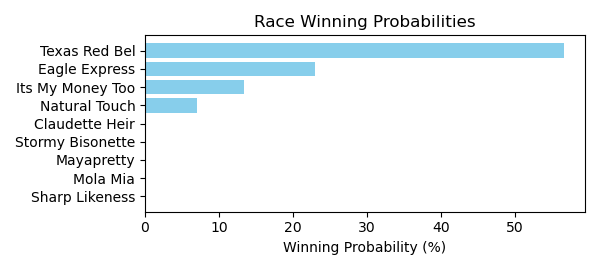 Race Winning Probabilities
Texas Red Bel
Eagle Express
Its My Money Too
Natural Touch
Claudette Heir
Stormy Bisonette
Mayapretty
Mola Mia
Sharp Likeness
0 10 20 30 40 50
Winning Probability (%)